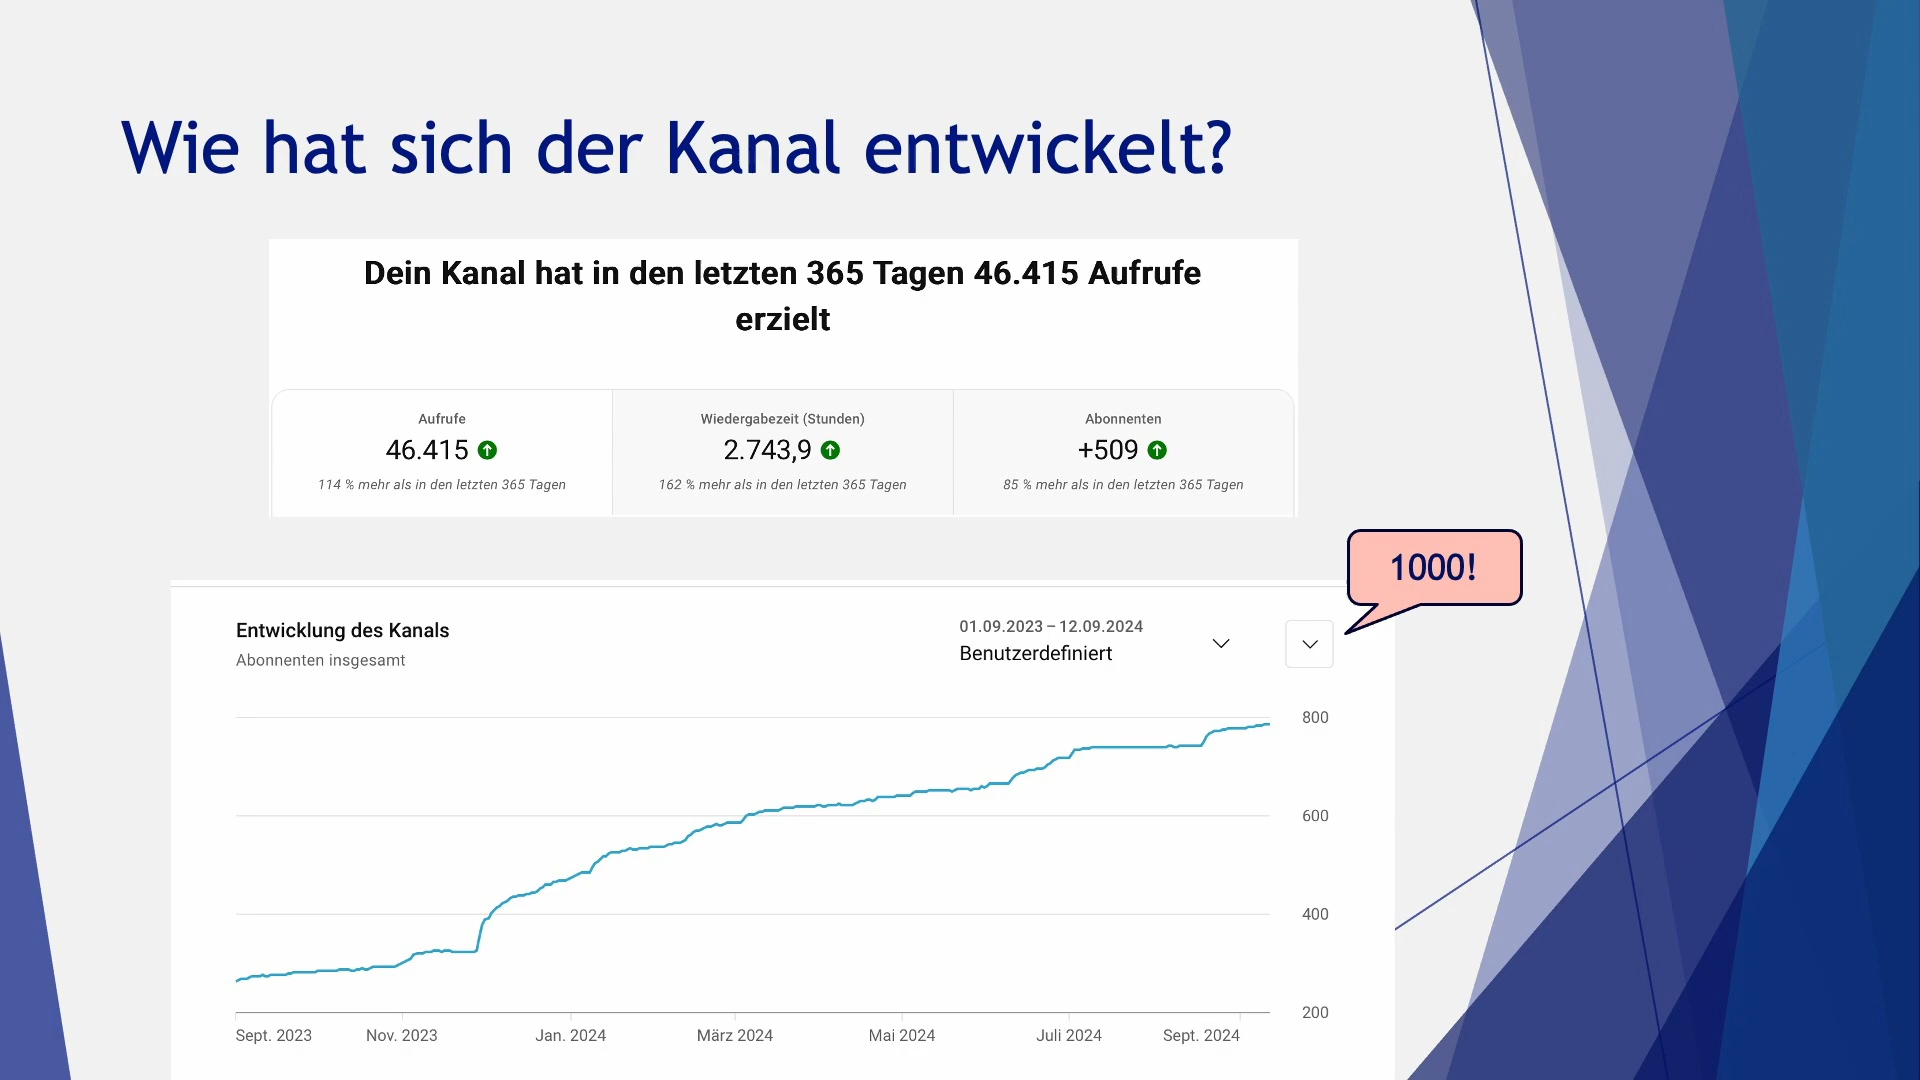 Wie hat sich der Kanal entwickelt?
Dein Kanal hat in den letzten 365 Tagen 46.415 Aufrufe
erzielt
Aufrufe
46.415
114 % mehr als in den letzten 365 Tagen
Wiedergabezeit (Stunden)
2.743,9
162 % mehr als in den letzten 365 Tagen
Abonnenten
+509
85 % mehr als in den letzten 365 Tagen
1000!
Entwicklung des Kanals
Abonnenten insgesamt
01.09.2023 – 12.09.2024
Benutzerdefiniert
800
600
400
200
Sept. 2023
Nov. 2023
Jan. 2024
März 2024
Mai 2024
Juli 2024
Sept. 2024